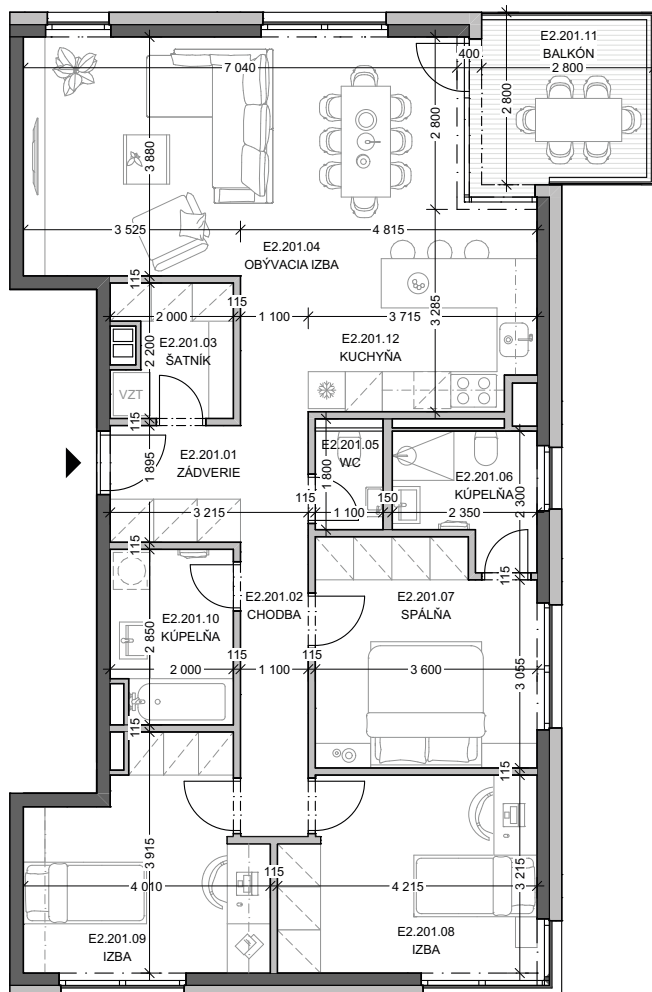 E2.201.11
BALKÓN
2 800
400
7 040
2 800
2 800
3 880
3 525
4 815
E2.201.04
OBÝVACIA IZBA
115
115
2 000
1 100
3 715
3 285
E2.201.12
KUCHYŇA
E2.201.03
ŠATNÍK
2 200
VZT
115
E2.201.01
ZÁDVERIE
1 895
E2.201.05
WC
1 800
E2.201.06
KÚPEĽŇA
2 300
3 215
115
1 100
150
2 350
115
115
E2.201.02
CHODBA
E2.201.07
SPÁLŇA
E2.201.10
KÚPEĽŇA
2 850
2 000
115
1 100
115
3 600
3 055
115
115
3 915
4 010
115
4 215
3 215
E2.201.09
IZBA
E2.201.08
IZBA